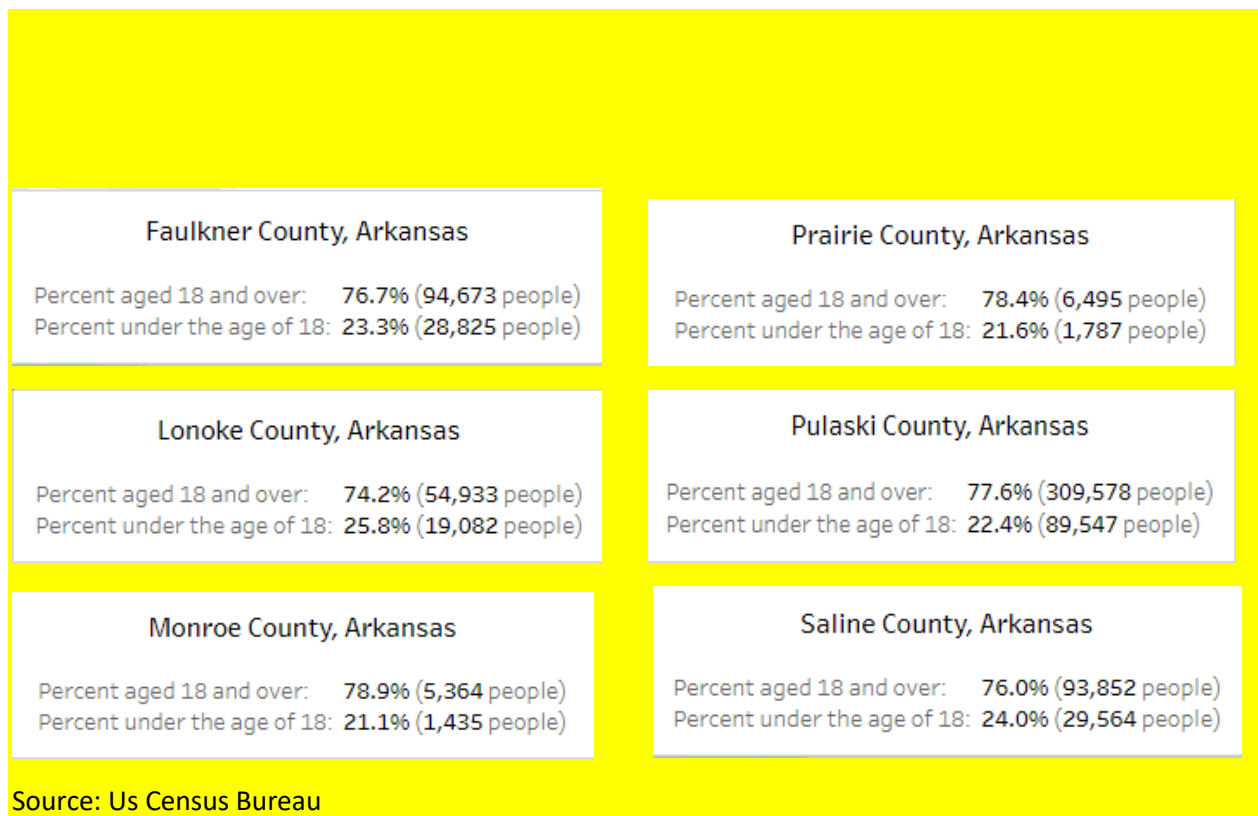 Faulkner County, Arkansas
Percent aged 18 and over: 76.7% (94,673 people)
Percent under the age of 18: 23.3% (28,825 people)
Prairie County, Arkansas
Percent aged 18 and over: 78.4% (6,495 people)
Percent under the age of 18: 21.6% (1,787 people)
Lonoke County, Arkansas
Percent aged 18 and over: 74.2% (54,933 people)
Percent under the age of 18: 25.8% (19,082 people)
Pulaski County, Arkansas
Percent aged 18 and over: 77.6% (309,578 people)
Percent under the age of 18: 22.4% (89,547 people)
Monroe County, Arkansas
Percent aged 18 and over: 78.9% (5,364 people)
Percent under the age of 18: 21.1% (1,435 people)
Saline County, Arkansas
Percent aged 18 and over: 76.0% (93,852 people)
Percent under the age of 18: 24.0% (29,564 people)
Source: Us Census Bureau